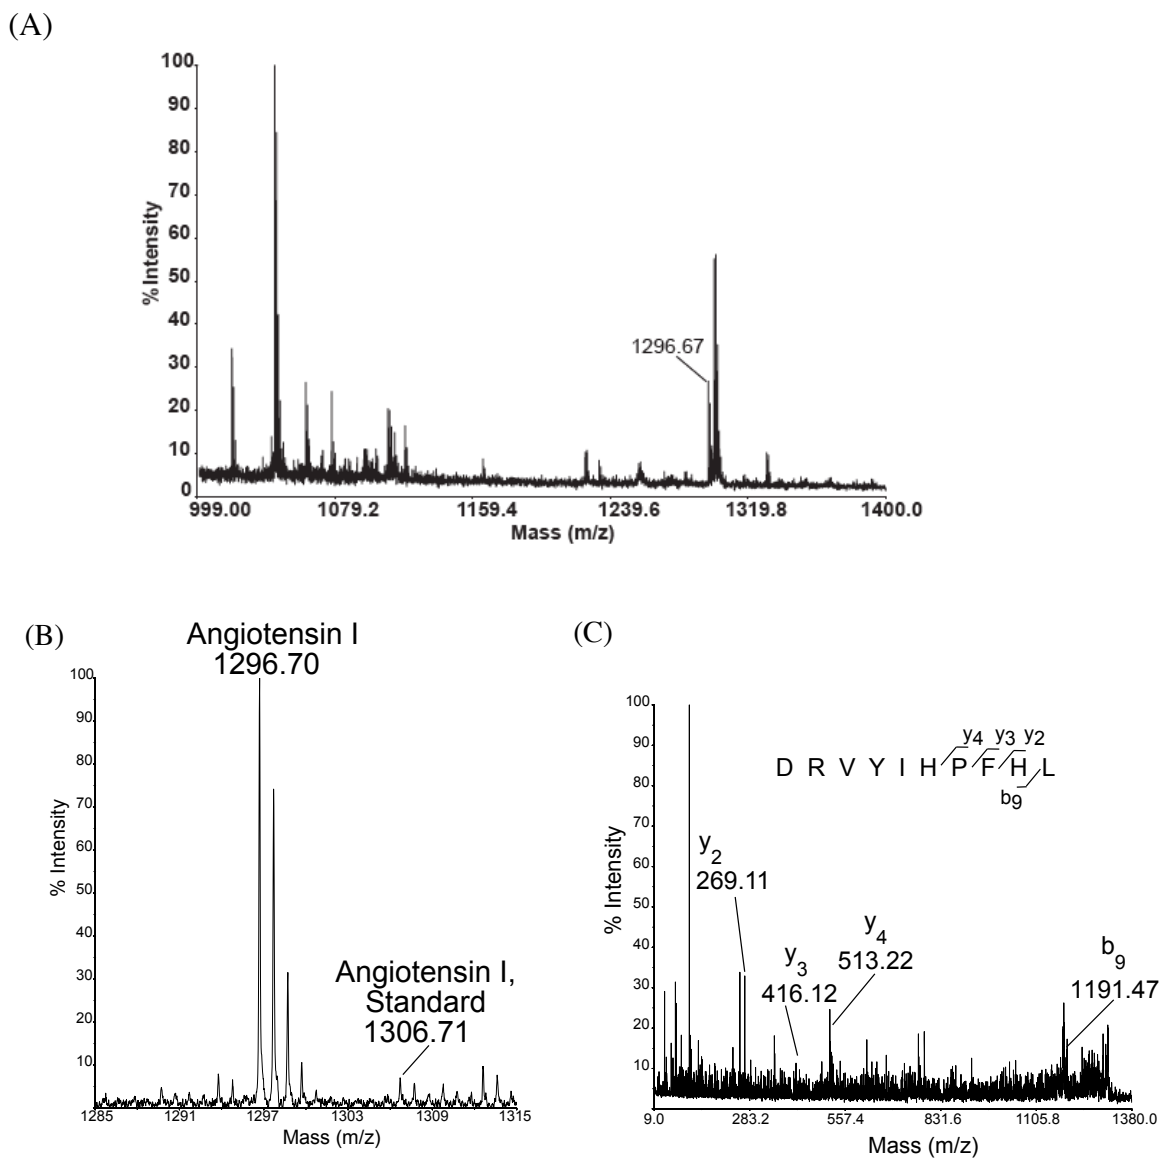 (A)
100
90
80
70
60
50
40
30
20
10
0
% Intensity
1296.67
999.00 1079.2 1159.4 1239.6 1319.8 1400.0
Mass (m/z)
(B)
Angiotensin I
1296.70
100
90
80
70
60
50
40
30
20
10
% Intensity
Angiotensin I,
Standard
1306.71
1285 1291 1297 1303 1309 1315
Mass (m/z)
(C)
100
90
80
70
60
50
40
30
20
10
% Intensity
y4 y3 y2
D R V Y I H P F H L
b9
y2
269.11
y3
416.12
y4
513.22
b9
1191.47
9.0 283.2 557.4 831.6 1105.8 1380.0
Mass (m/z)